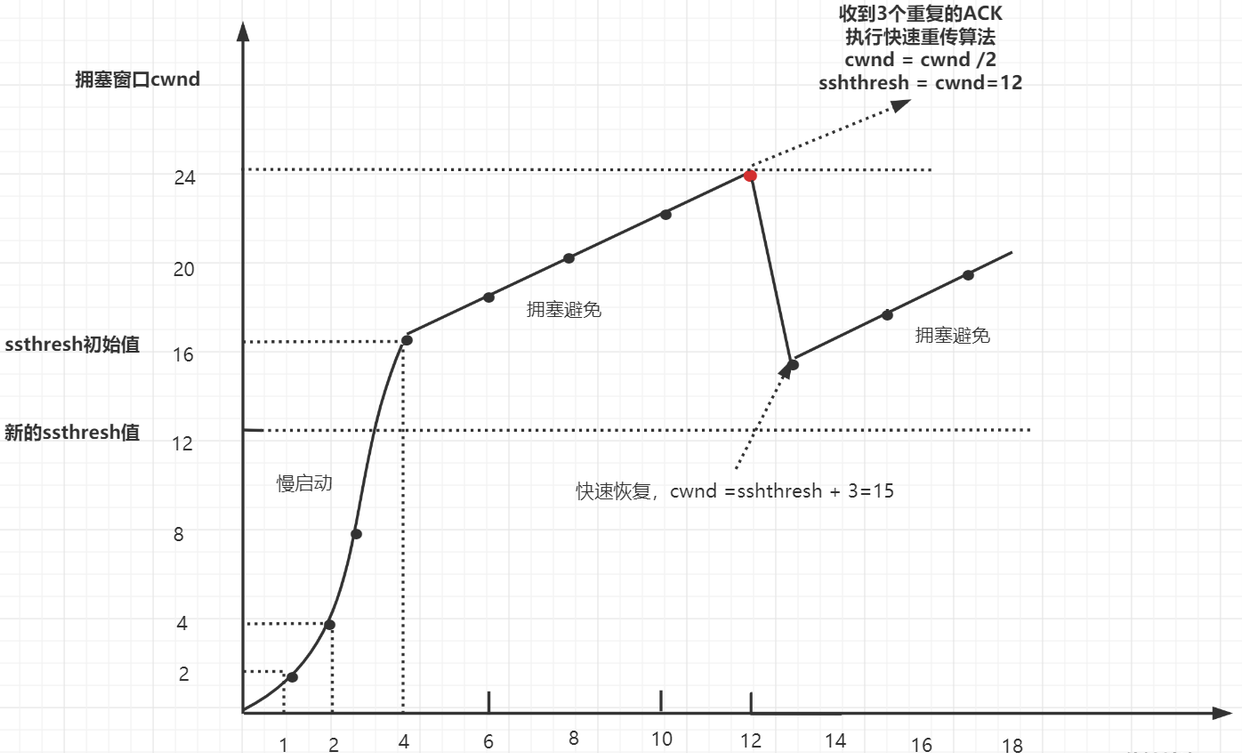 收到3个重复的ACK
执行快速重传算法
cwnd = cwnd /2
sshthresh = cwnd=12
拥塞窗口cwnd
24
20
ssthresh初始值
16
拥塞避免
拥塞避免
新的ssthresh值
12
慢启动
快速恢复，cwnd =sshthresh + 3=15
8
4
2
1
2
4
6
8
10
12
14
16
18